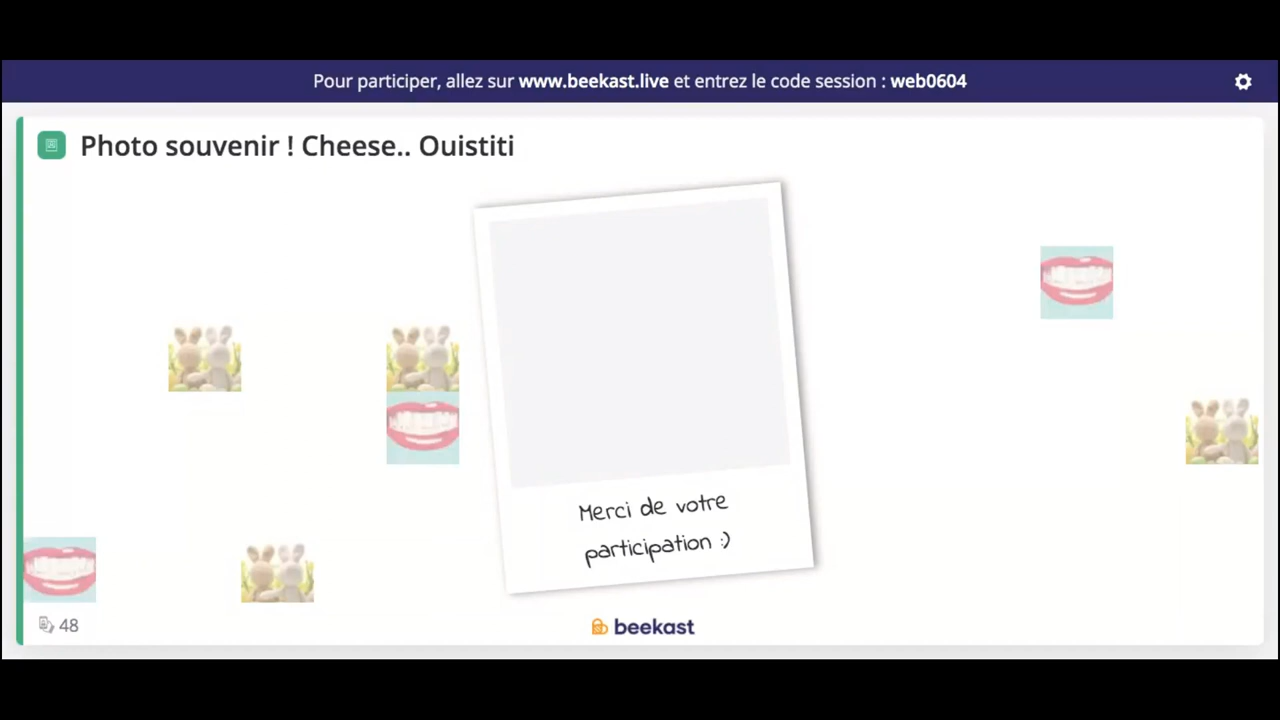 Pour participer, allez sur www.beekast.live et entrez le code session : web0604
Photo souvenir ! Cheese.. Ouistiti
Merci de votre
participation :)
48
beekast